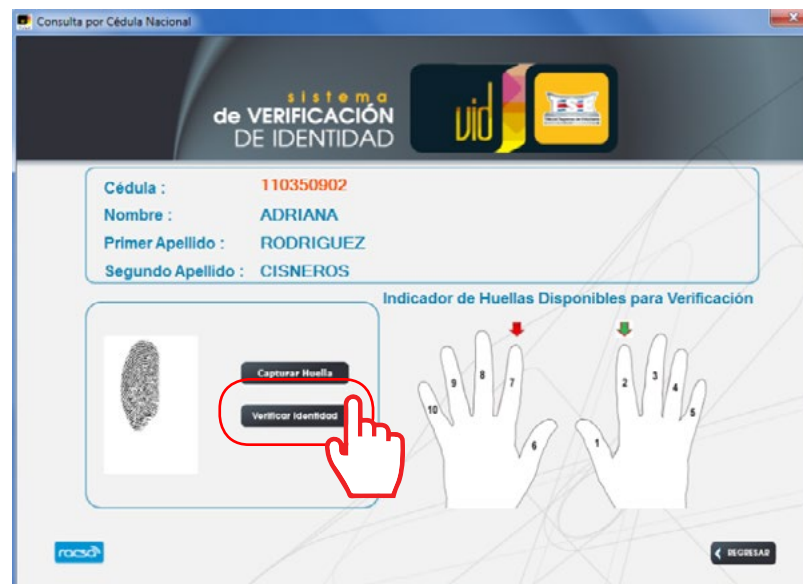 Consulta por Cédula Nacional
sistema
de VERIFICACIÓN
DE IDENTIDAD
vid
TSE
Cédula :
110350902
Nombre :
ADRIANA
Primer Apellido :
RODRIGUEZ
Segundo Apellido :
CISNEROS
Indicador de Huellas Disponibles para Verificación
Capturar Huella
Verificar Identidad
10
9
8
7
6
1
2
3
4
5
racsa
REGRESAR